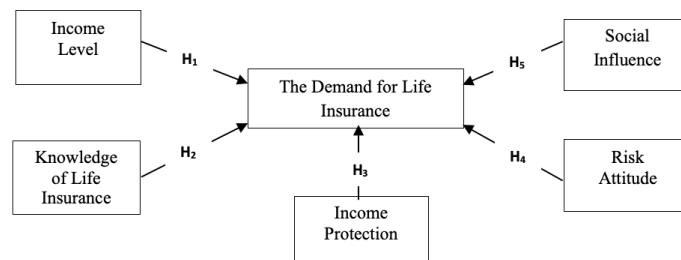 Income
Level
H₁
The Demand for Life
Insurance
H₅
Social
Influence
Knowledge
of Life
Insurance
H₂
H₃
Income
Protection
H₄
Risk
Attitude